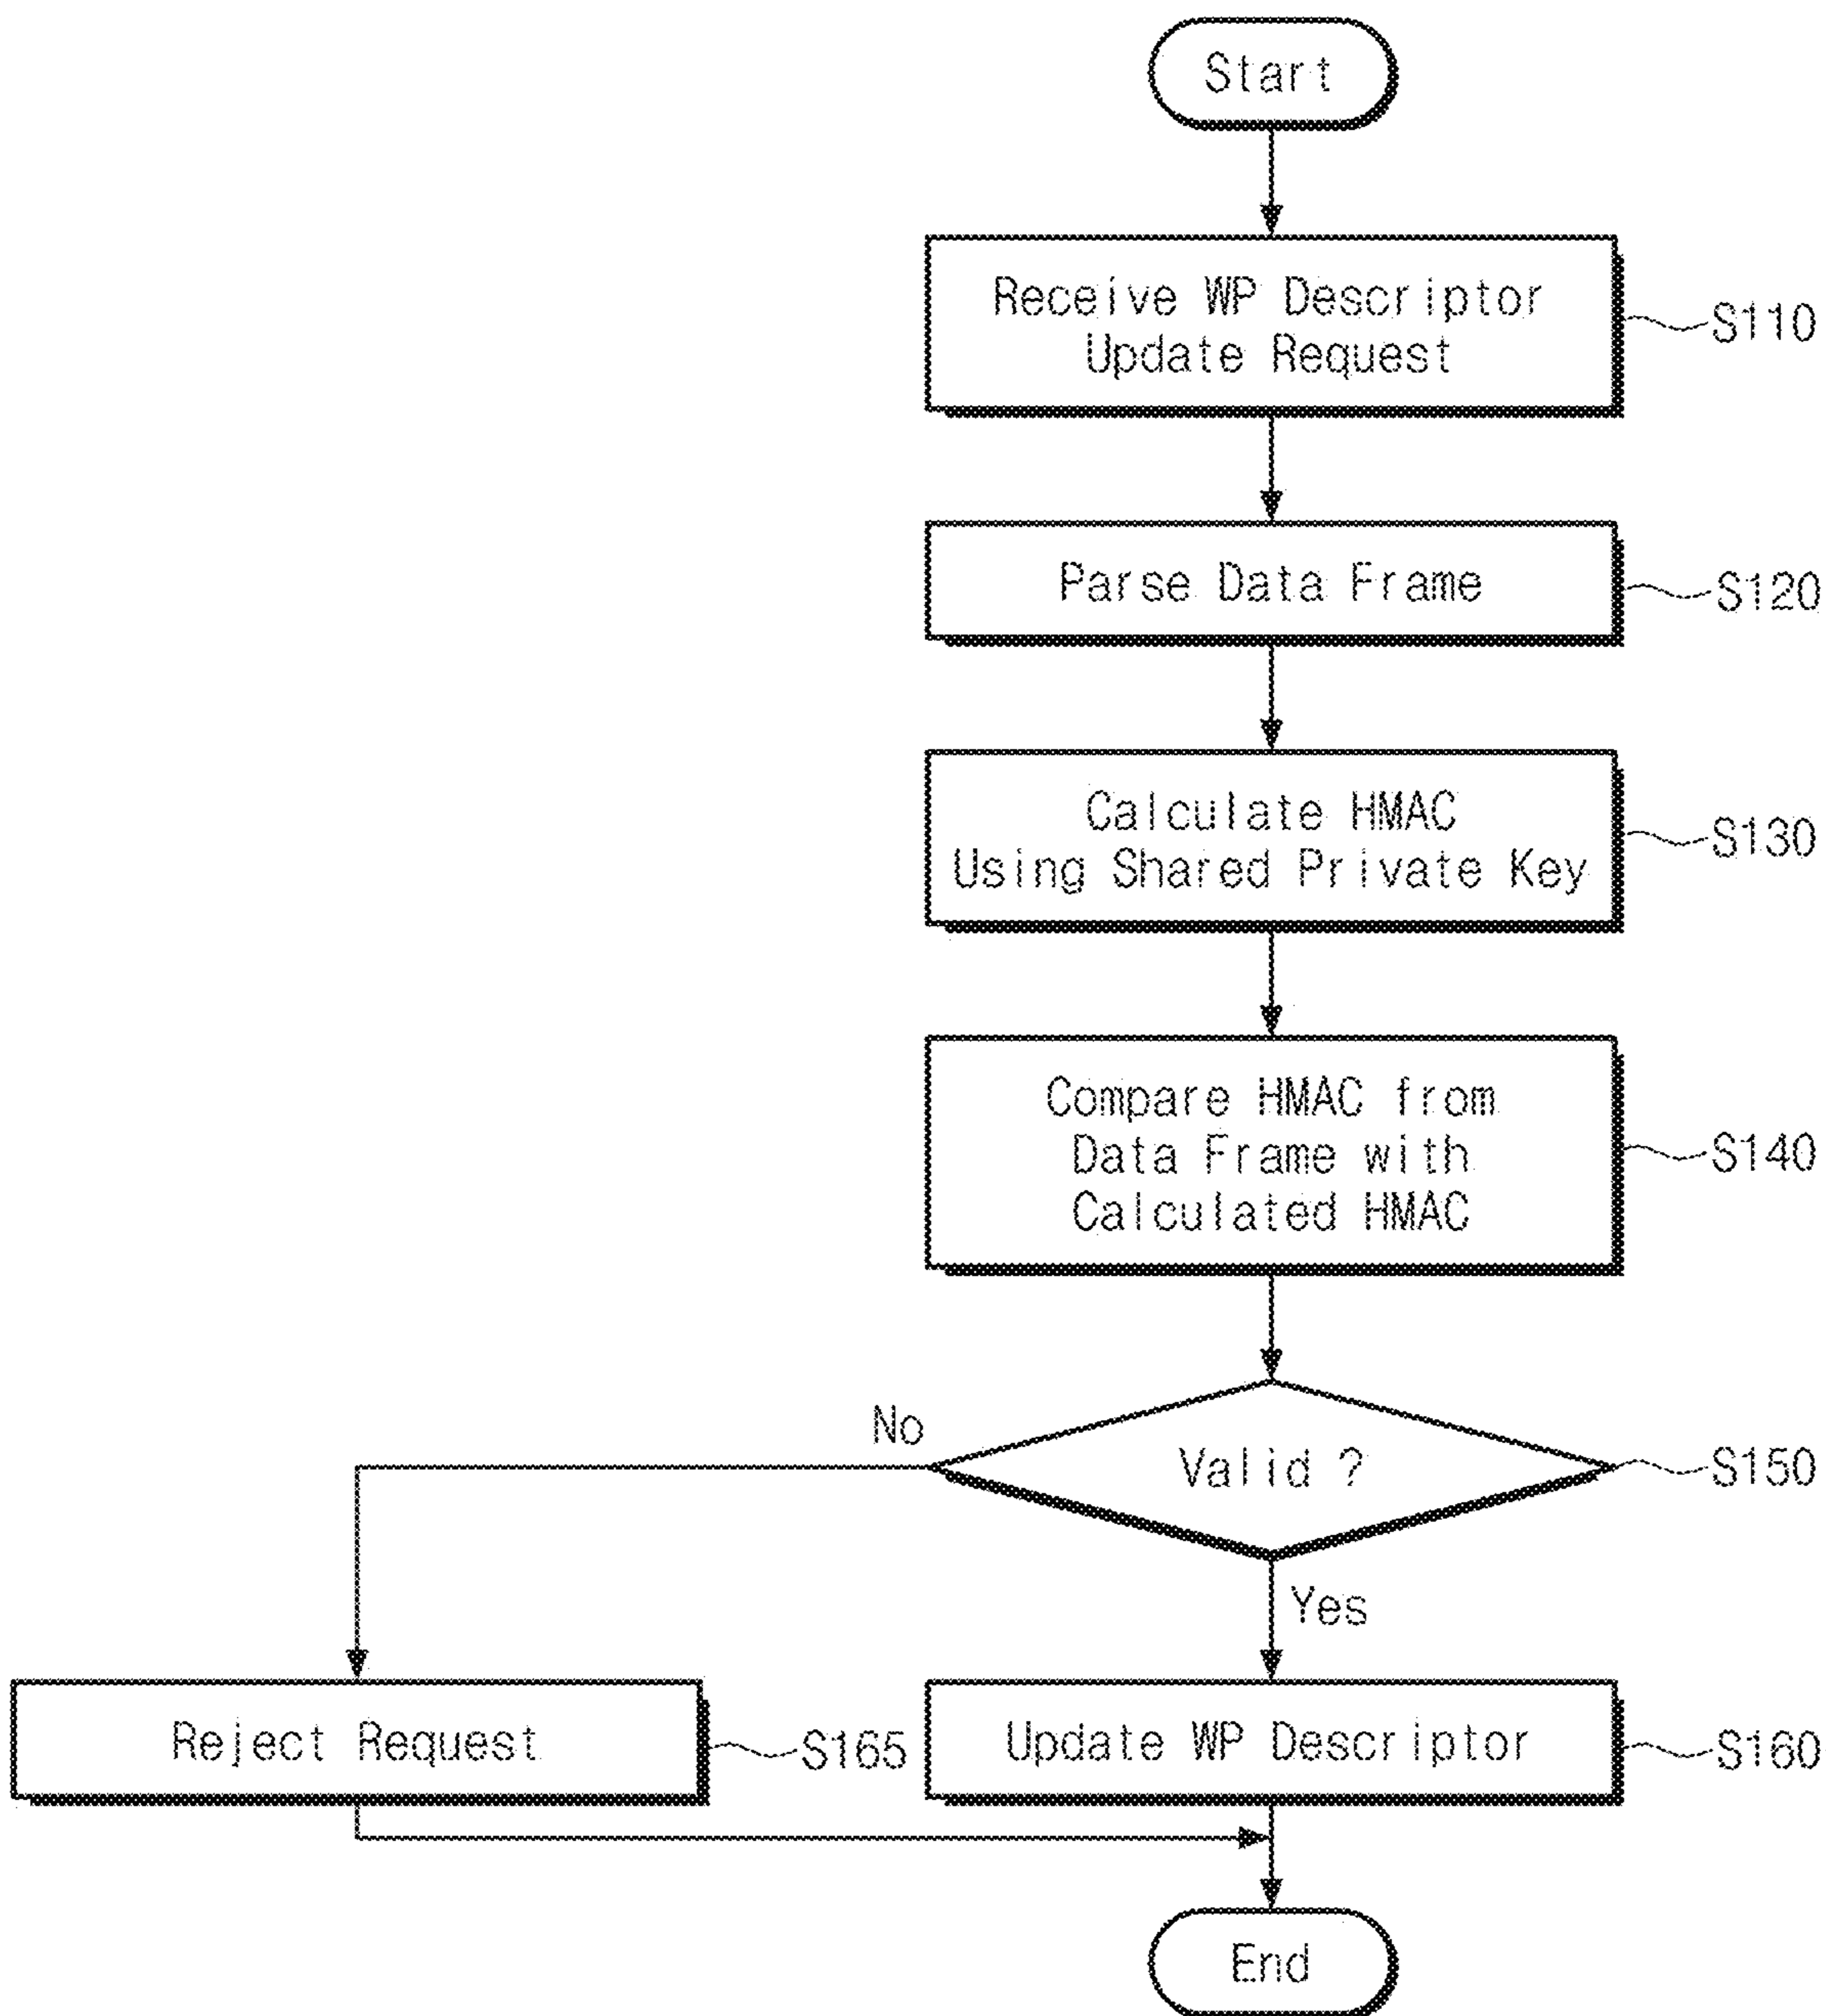 Start
Receive WP Descriptor
Update Request
S110
Parse Data Frame
S120
Calculate HMAC
Using Shared Private Key
S130
Compare HMAC from
Data Frame with
Calculated HMAC
S140
No
Valid ?
S150
Yes
Reject Request
S165
Update WP Descriptor
S160
End